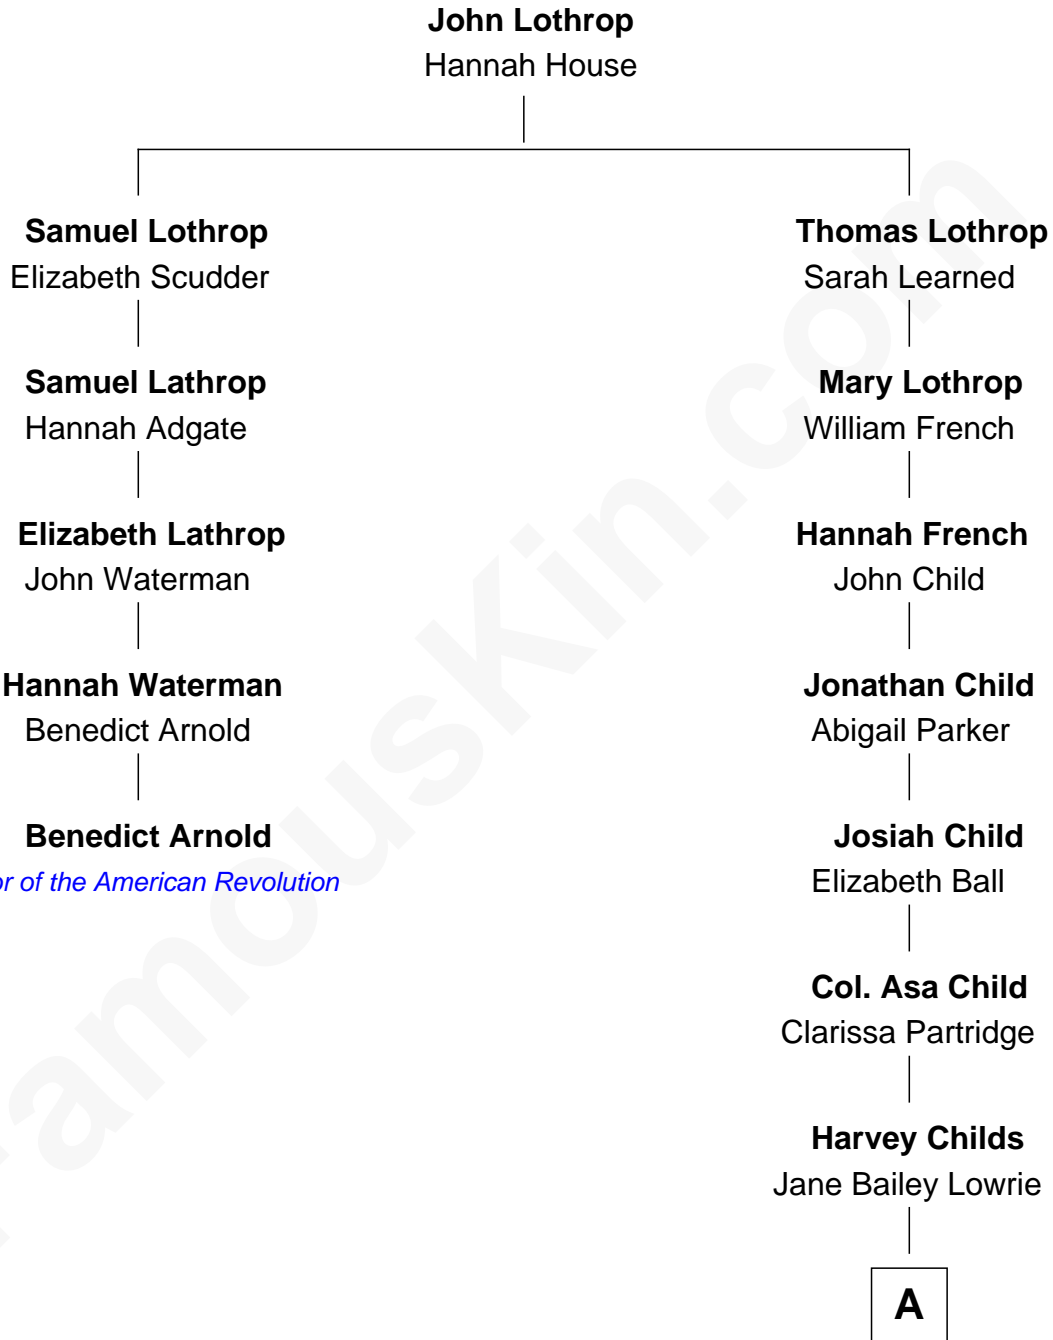 John Lothrop
Hannah House
Samuel Lothrop
Elizabeth Scudder
Samuel Lathrop
Hannah Adgate
Elizabeth Lathrop
John Waterman
Hannah Waterman
Benedict Arnold
Benedict Arnold
of the American Revolution
Thomas Lothrop
Sarah Learned
Mary Lothrop
William French
Hannah French
John Child
Jonathan Child
Abigail Parker
Josiah Child
Elizabeth Ball
Col. Asa Child
Clarissa Partridge
Harvey Childs
Jane Bailey Lowrie
A
FamousKin.com